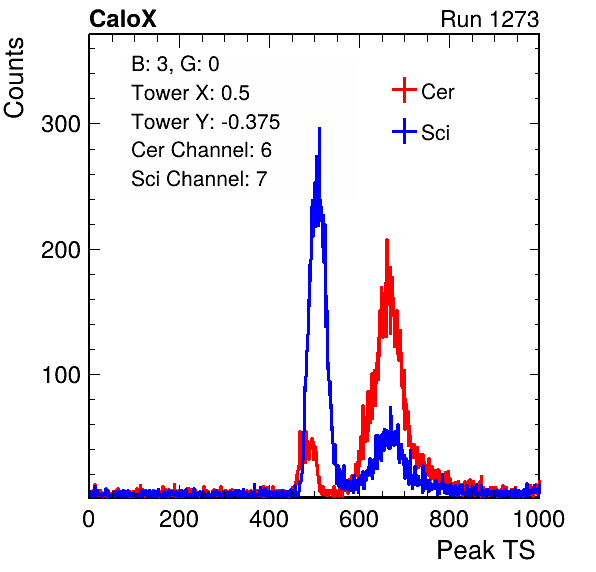 CaloX Run 1273
Counts
B: 3, G: 0
Tower X: 0.5
Tower Y: -0.375
Cer Channel: 6
Sci Channel: 7
Cer
Sci
300
200
100
0 200 400 600 800 1000
Peak TS